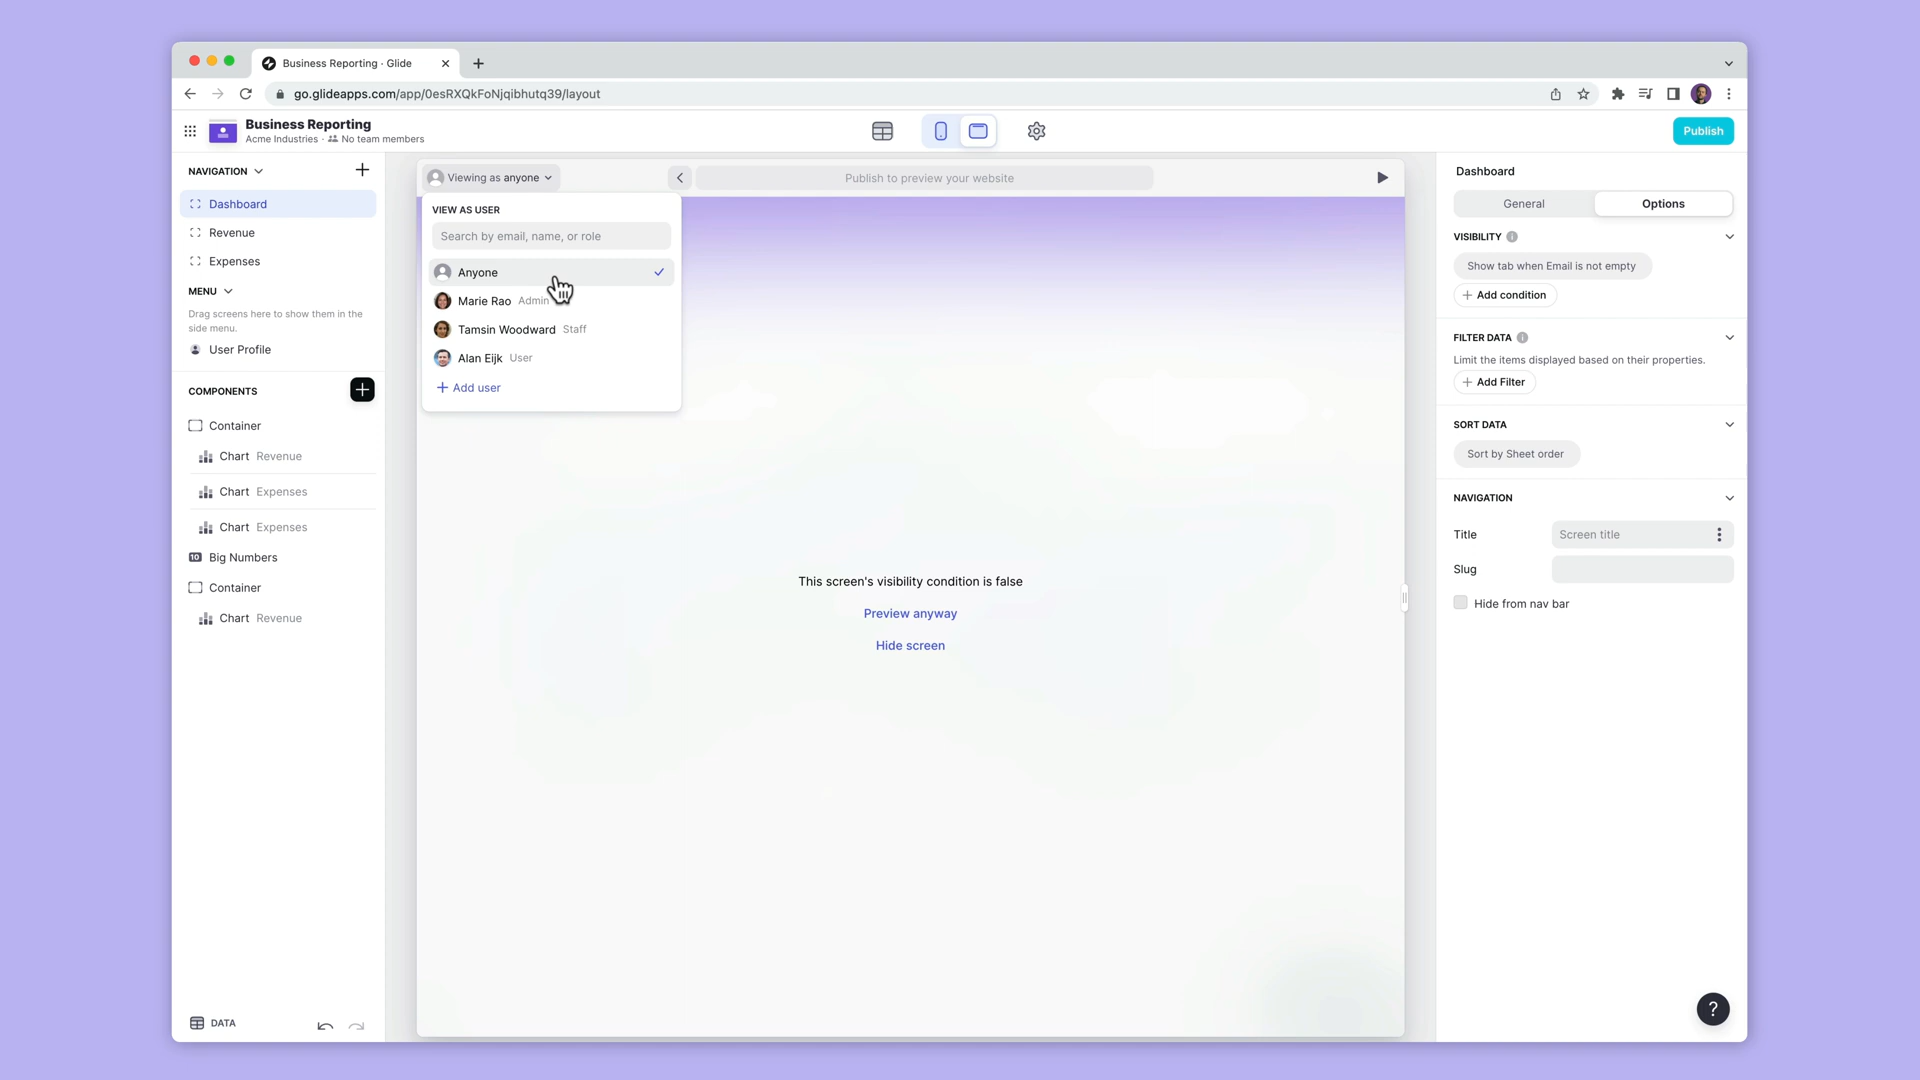 Business Reporting · Glide
go.glideapps.com/app/0esRXQkFoNjqibhutq39/layout
Business Reporting
Acme Industries · No team members
Publish
NAVIGATION
Dashboard
Revenue
Expenses
MENU
Drag screens here to show them in the
side menu.
User Profile
COMPONENTS
Container
Chart Revenue
Chart Expenses
Chart Expenses
10 Big Numbers
Container
Chart Revenue
DATA
Viewing as anyone
Publish to preview your website
VIEW AS USER
Search by email, name, or role
Anyone
Marie Rao Admin
Tamsin Woodward Staff
Alan Eijk User
Add user
This screen's visibility condition is false
Preview anyway
Hide screen
Dashboard
General Options
VISIBILITY
Show tab when Email is not empty
Add condition
FILTER DATA
Limit the items displayed based on their properties.
Add Filter
SORT DATA
Sort by Sheet order
NAVIGATION
Title Screen title
Slug
Hide from nav bar
?